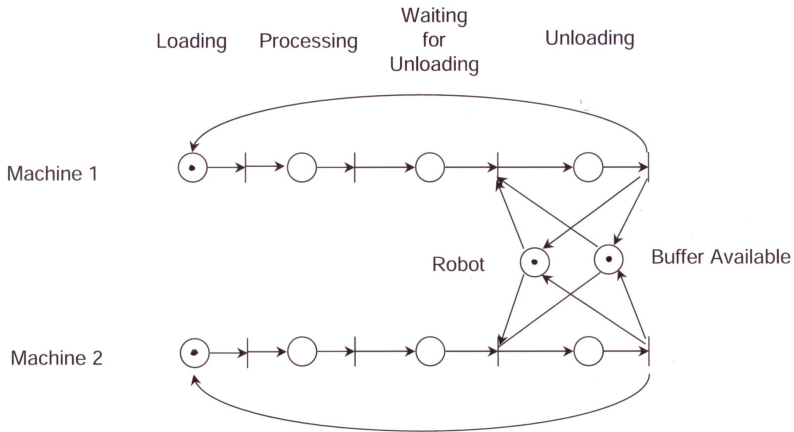 Loading
Processing
Waiting
for
Unloading
Unloading
Machine 1
Robot
Buffer Available
Machine 2